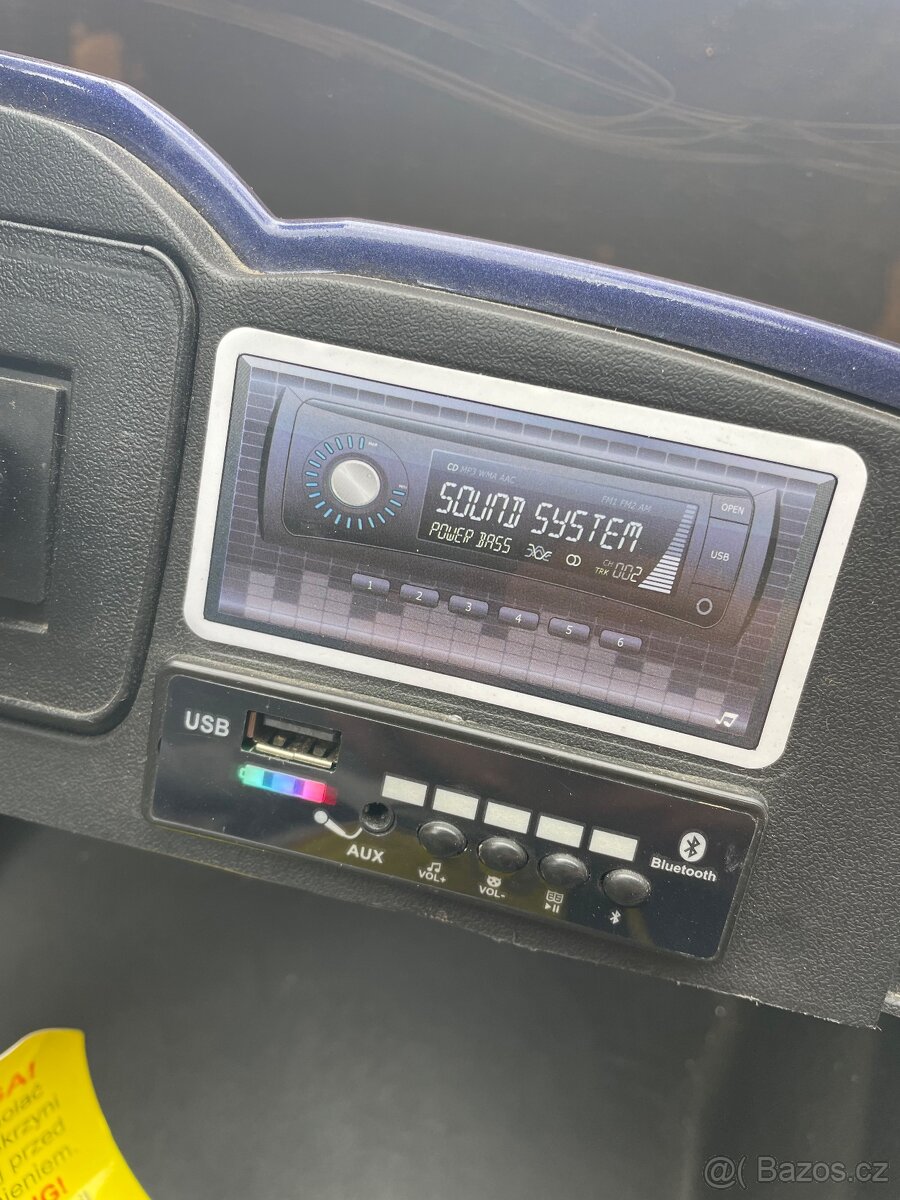 CD MP3 WMA AAC
FM1 FM2 AM
SOUND SYSTEM
POWER BASS
CH
TRK 002
OPEN
USB
1 2 3 4 5 6
USB
AUX
VOL+
VOL-
Bluetooth
przed
@( Bazos.cz